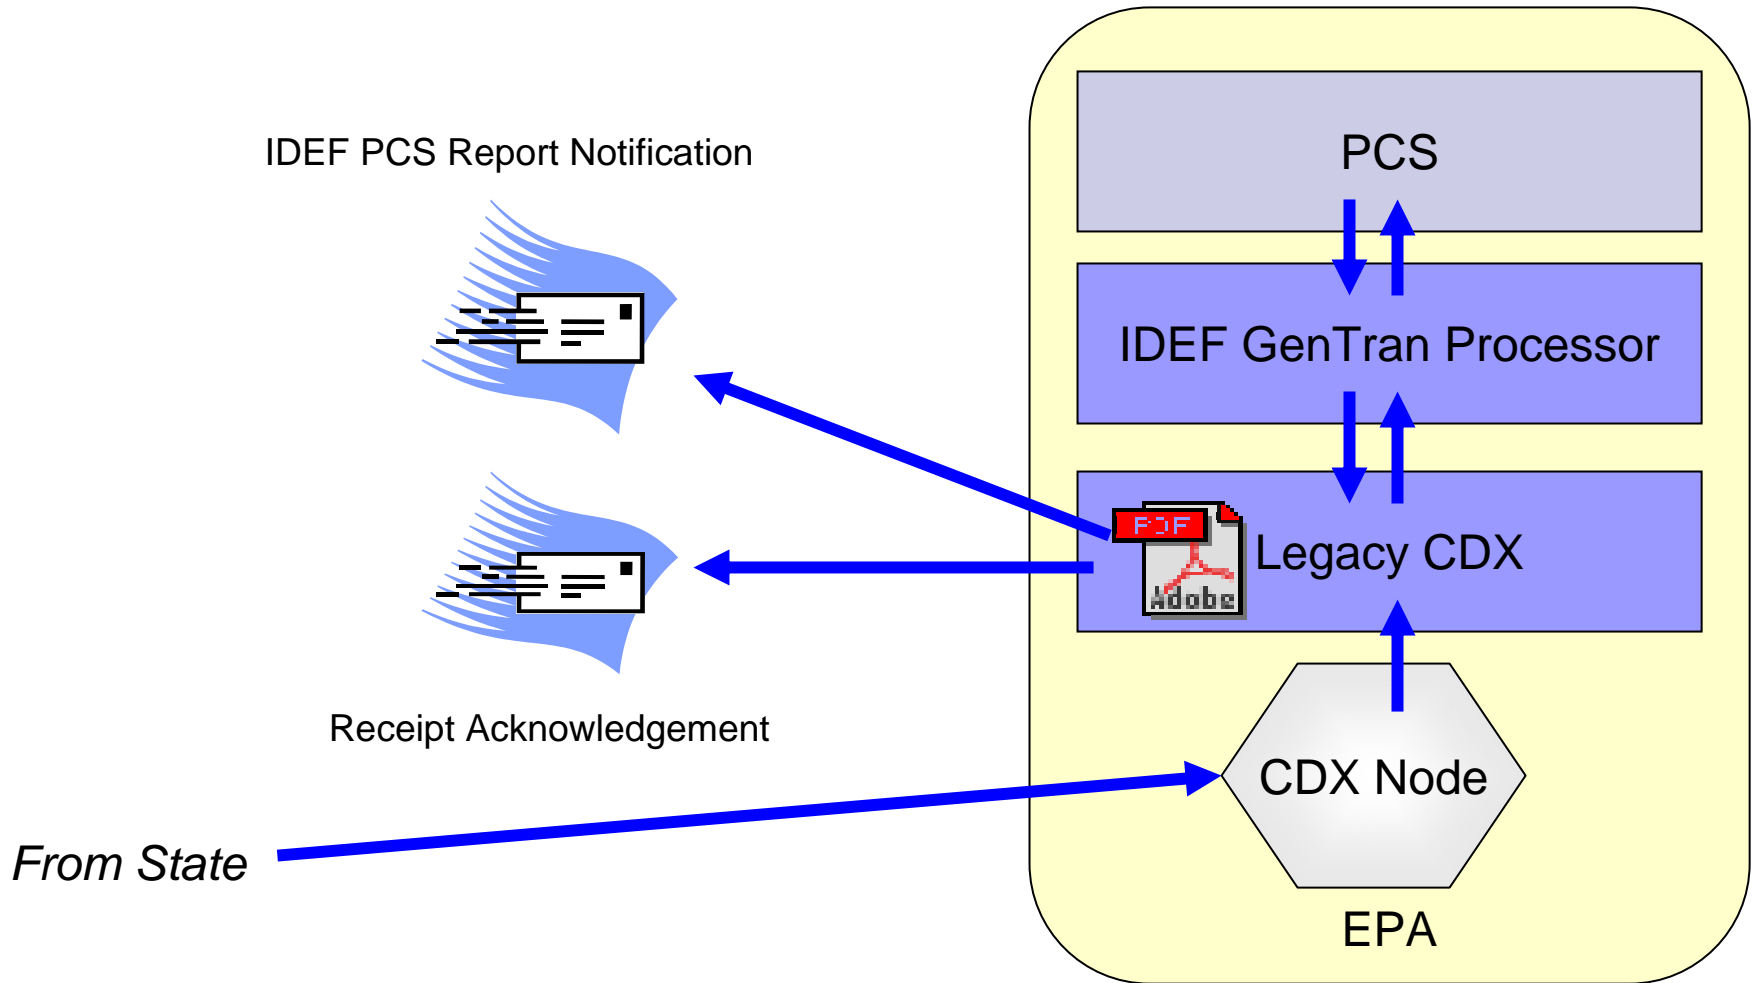 PCS
IDEF PCS Report Notification
IDEF GenTran Processor
PDF
Legacy CDX
Adobe
Receipt Acknowledgement
CDX Node
From State
EPA